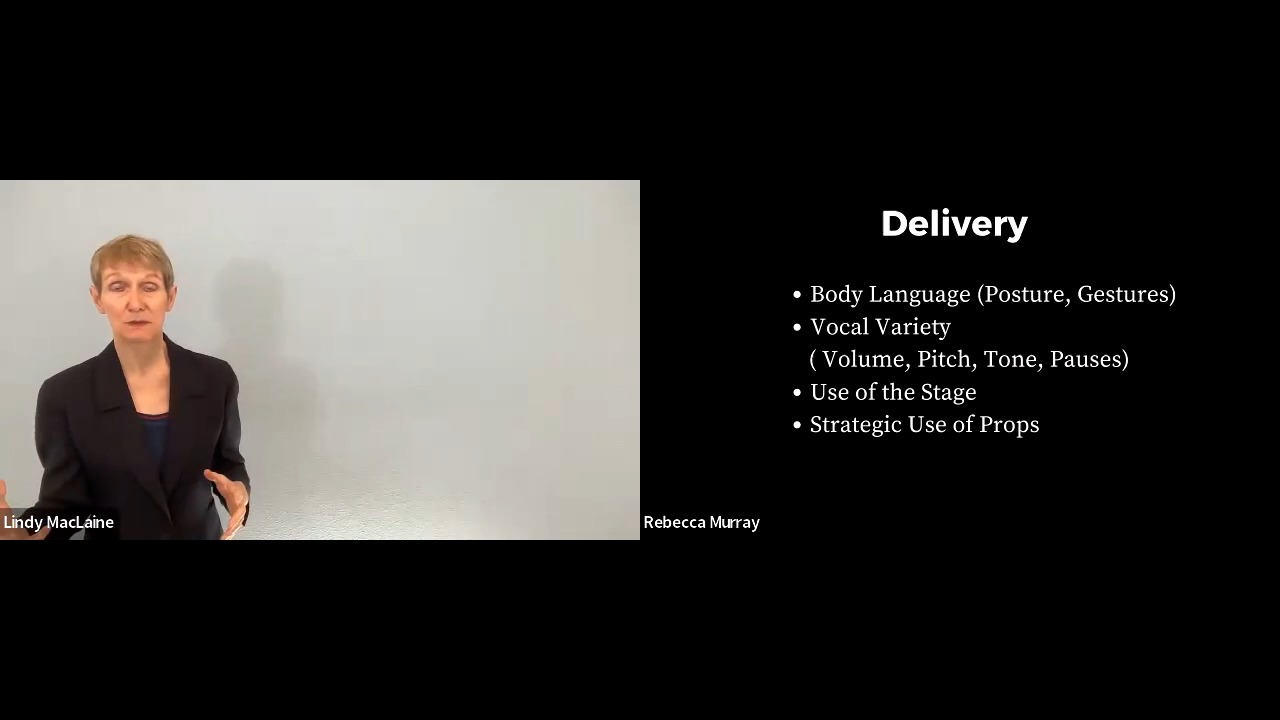 Delivery
• Body Language (Posture, Gestures)
• Vocal Variety
( Volume, Pitch, Tone, Pauses)
• Use of the Stage
• Strategic Use of Props
Lindy MacLaine
Rebecca Murray